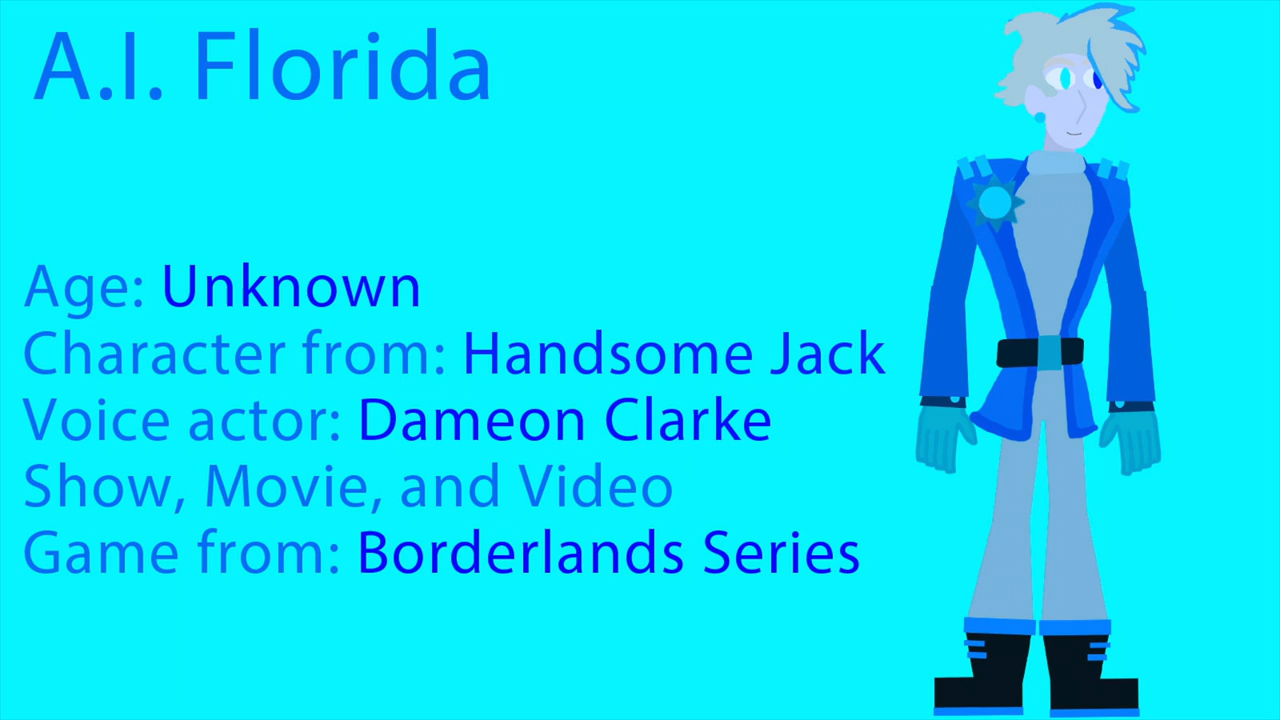 A.I. Florida
Age: Unknown
Character from: Handsome Jack
Voice actor: Dameon Clarke
Show, Movie, and Video
Game from: Borderlands Series